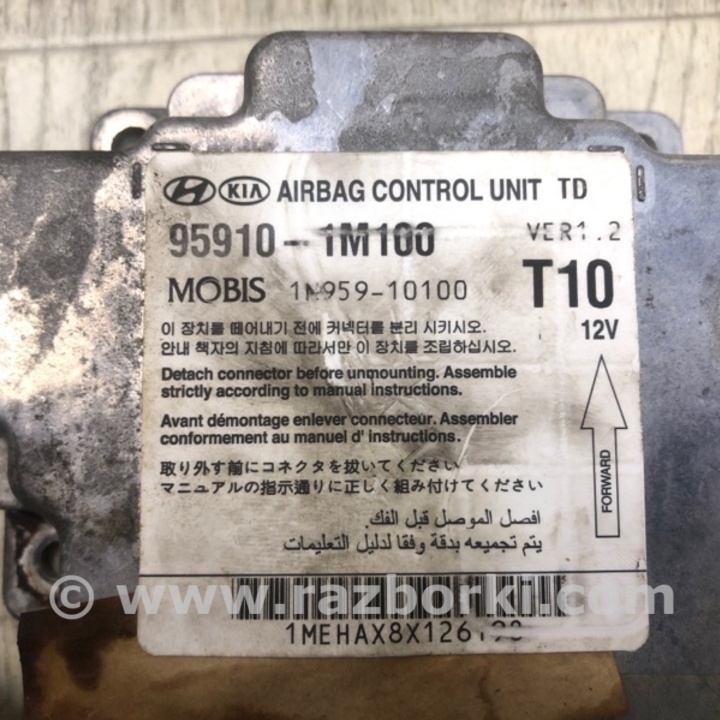 HYUNDAI KIA AIRBAG CONTROL UNIT TD
95910-1M100 VER1.2
MOBIS 1M959-10100 T10
12V
이 장치를 떼어내기 전에 커넥터를 분리 시키시오.
안내 책자의 지침에 따라서만 이 장치를 조립하십시오.
Detach connector before unmounting. Assemble
strictly according to manual instructions.
Avant démontage enlever connecteur. Assembler
conformement au manuel d' instructions.
FORWARD
取り外す前にコネクタを抜いてください
マニュアルの指示通りに正しく組み付けてください
افصل الموصل قبل الفك.
يتم تجميعه بدقة وفقا لدليل التعليمات
© www.razborki.com